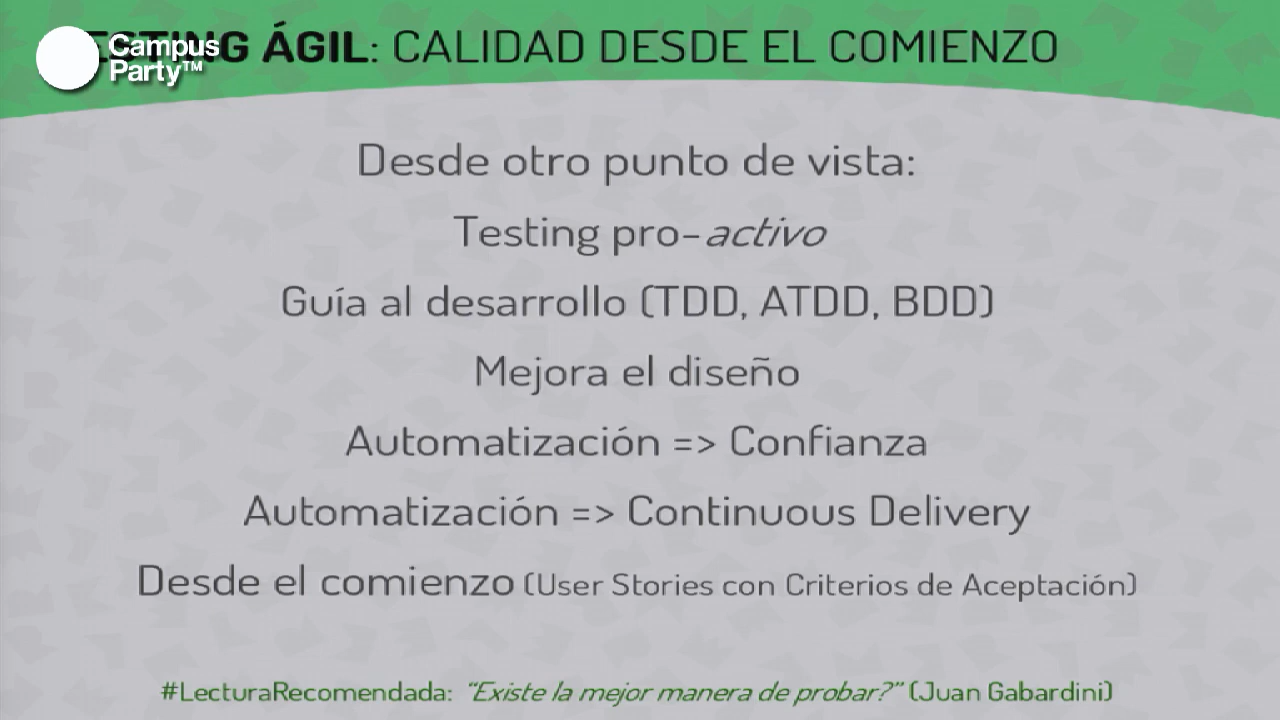 ESTING ÁGIL: CALIDAD DESDE EL COMIENZO
Campus
Party™
Desde otro punto de vista:
Testing pro-activo
Guía al desarrollo (TDD, ATDD, BDD)
Mejora el diseño
Automatización => Confianza
Automatización => Continuous Delivery
Desde el comienzo (User Stories con Criterios de Aceptación)
#LecturaRecomendada: "Existe la mejor manera de probar?" (Juan Gabardini)